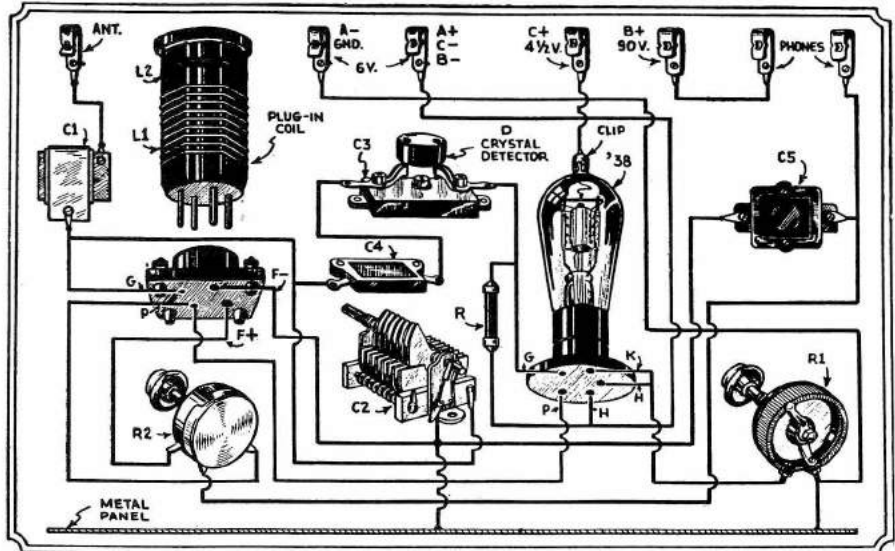 ANT.
A-
GND.
6V.
A+
C-
B-
C+
4½V.
B+
90V.
PHONES
L2
C1
L1
PLUG-IN
COIL
C3
D
CRYSTAL
DETECTOR
CLIP
'38
C5
C4
G
F-
P
F+
R
C2
G
K
H
P
H
R1
R2
METAL
PANEL